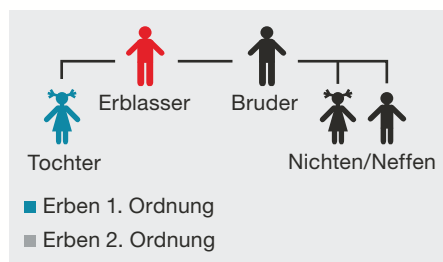 Erblasser Bruder
Tochter Nichten/Neffen
Erben 1. Ordnung
Erben 2. Ordnung